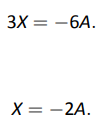 3X = −6A.
X = −2A.